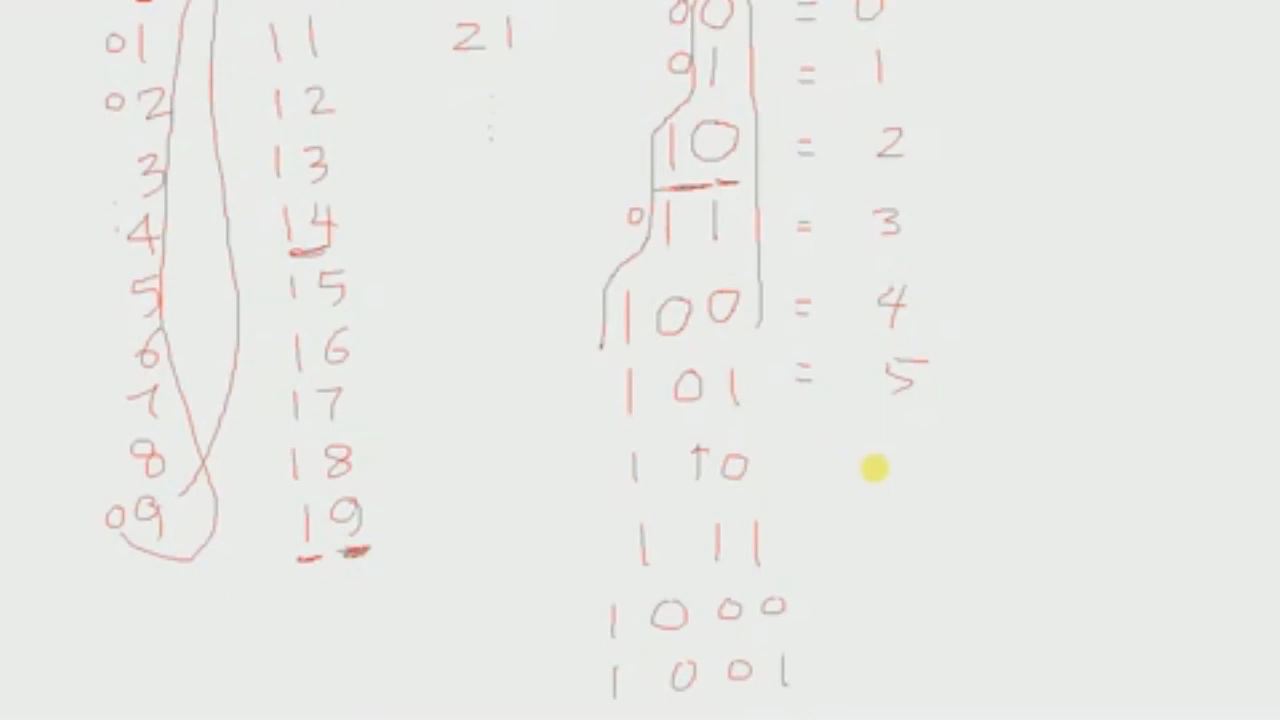 01 11 21 00 = 0
02 12 01 = 1
3 13 10 = 2
4 14 011 = 3
5 15 100 = 4
6 16 101 = 5
7 17
8 18 110
09 19 111
1000
1001